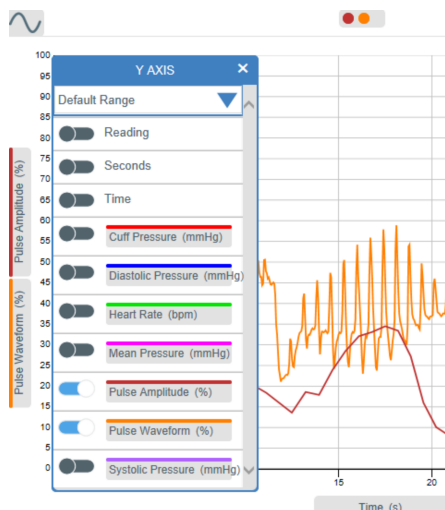 Y AXIS ×
Default Range
Reading
Seconds
Time
Cuff Pressure (mmHg)
Diastolic Pressure (mmHg)
Heart Rate (bpm)
Mean Pressure (mmHg)
Pulse Amplitude (%)
Pulse Waveform (%)
Systolic Pressure (mmHg)
Pulse Amplitude (%)
Pulse Waveform (%)
100
95
90
85
80
75
70
65
60
55
50
45
40
35
30
25
20
15
10
5
0
15
20
Time (s)